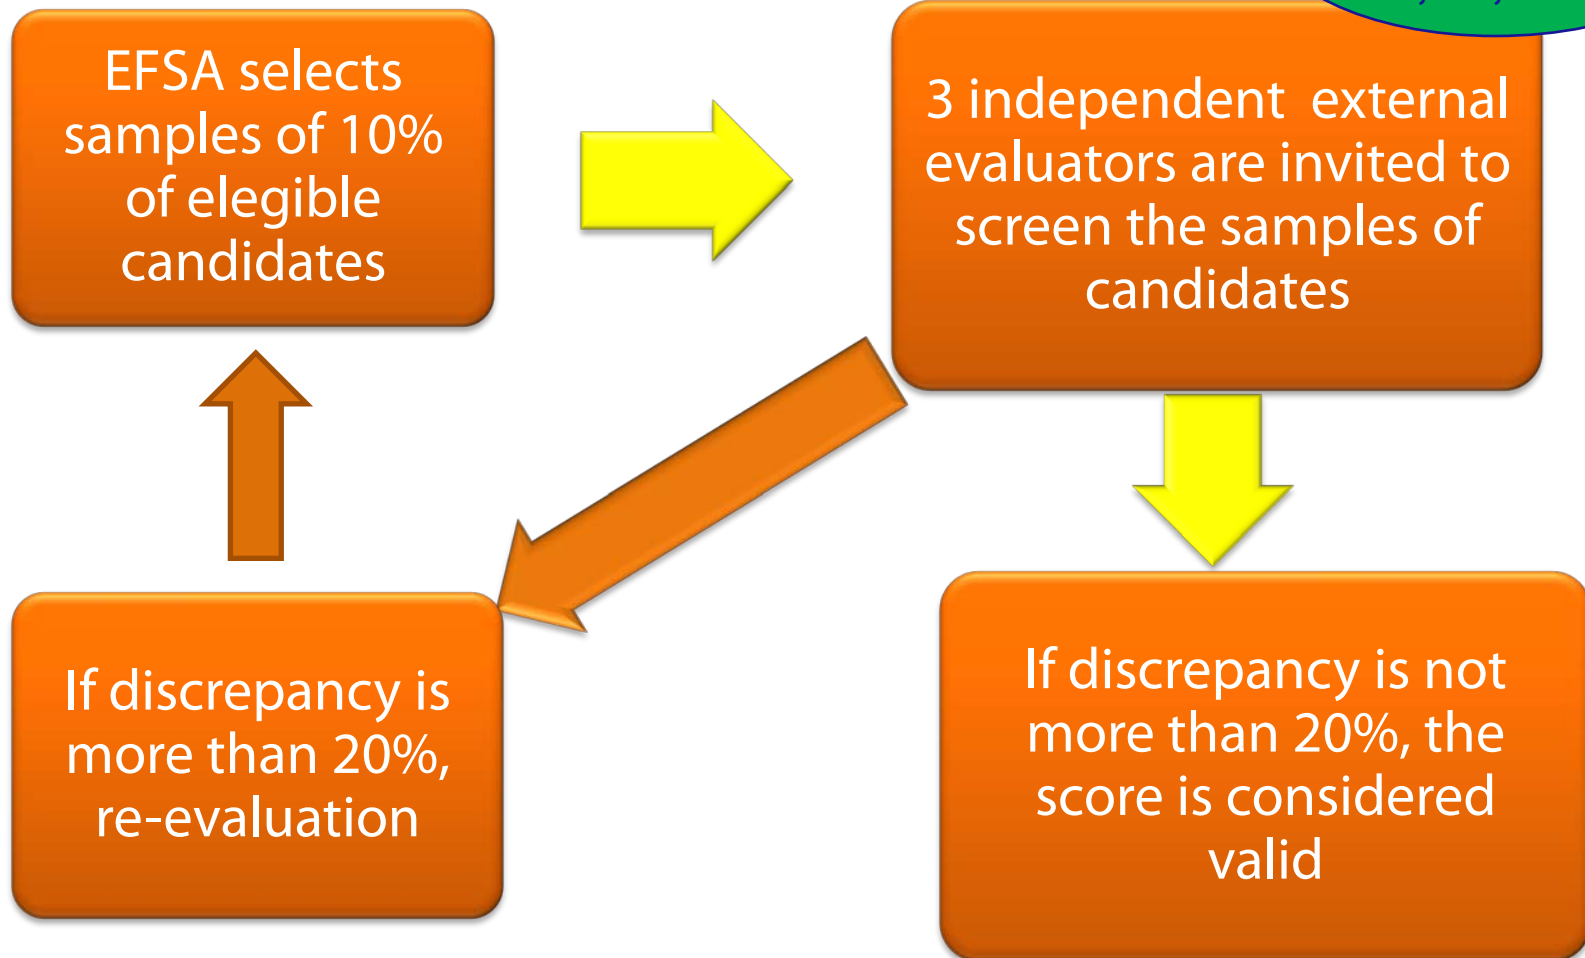 EFSA selects
samples of 10%
of elegible
candidates
3 independent external
evaluators are invited to
screen the samples of
candidates
If discrepancy is
more than 20%,
re-evaluation
If discrepancy is not
more than 20%, the
score is considered
valid